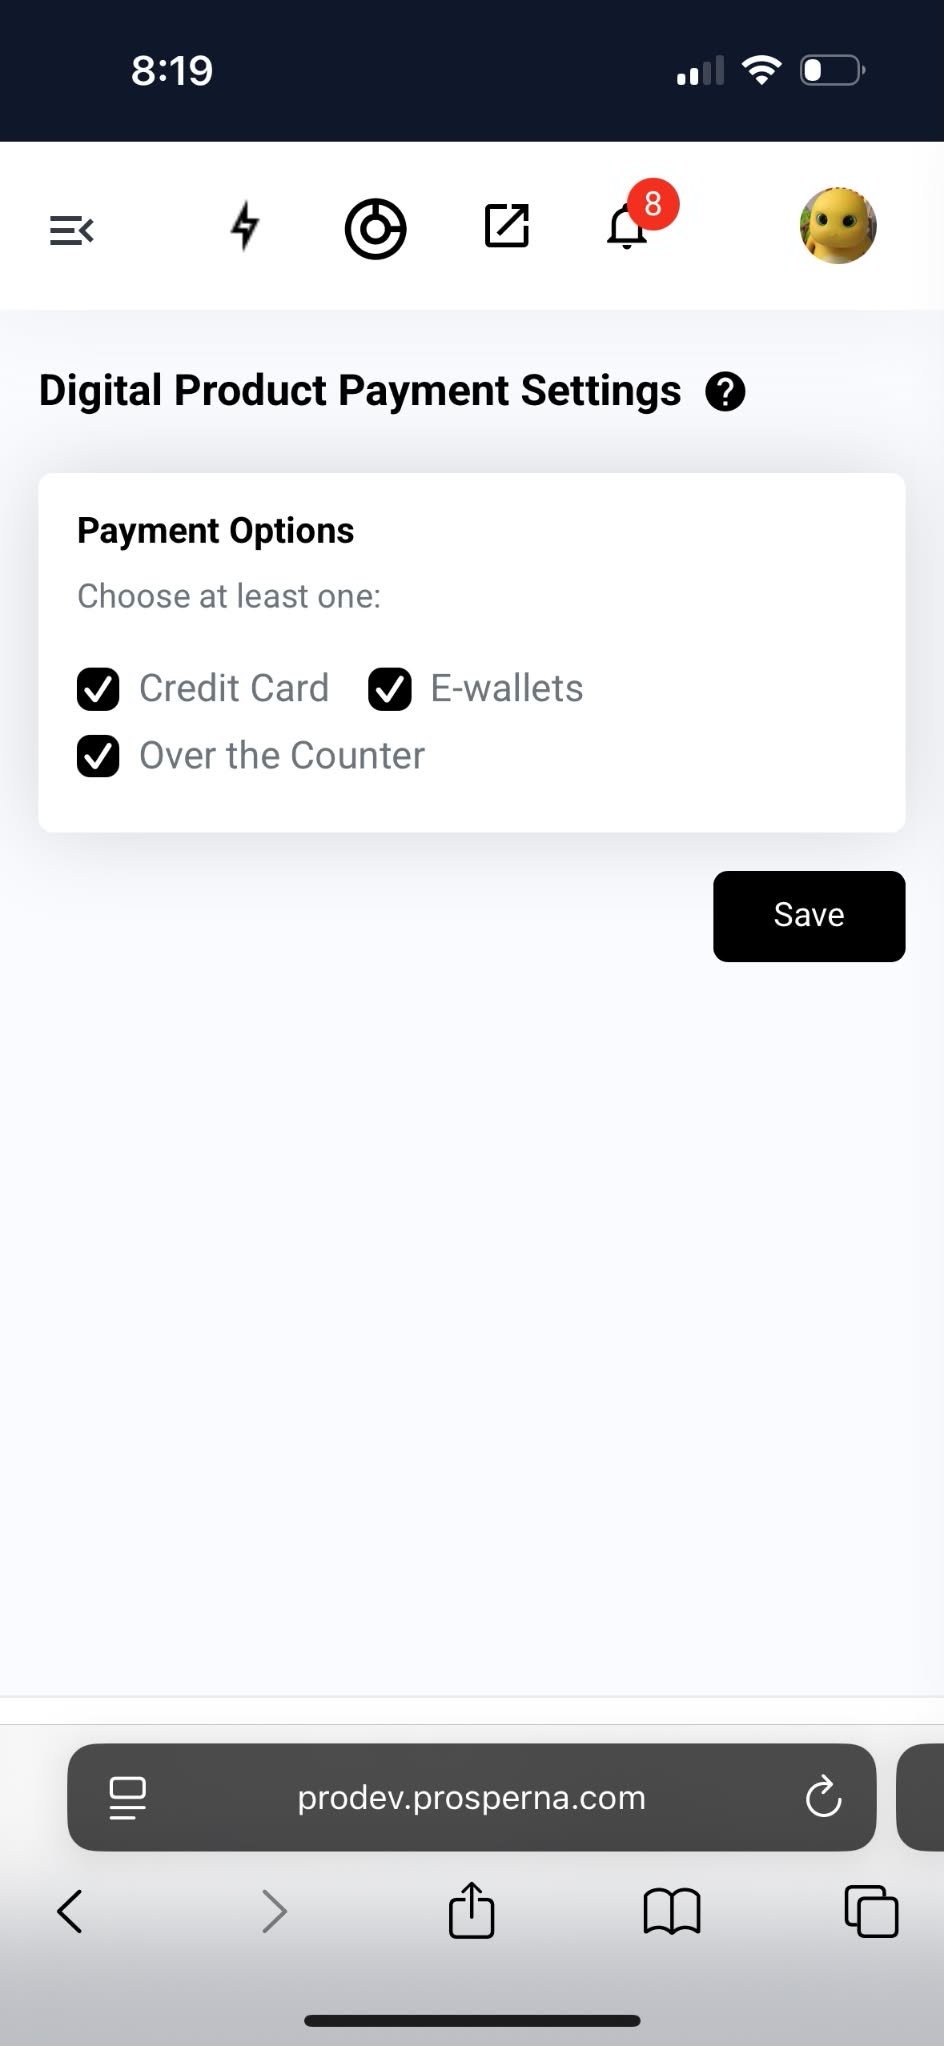 8:19
8
Digital Product Payment Settings ?
Payment Options
Choose at least one:
Credit Card E-wallets
Over the Counter
Save
prodev.prosperna.com